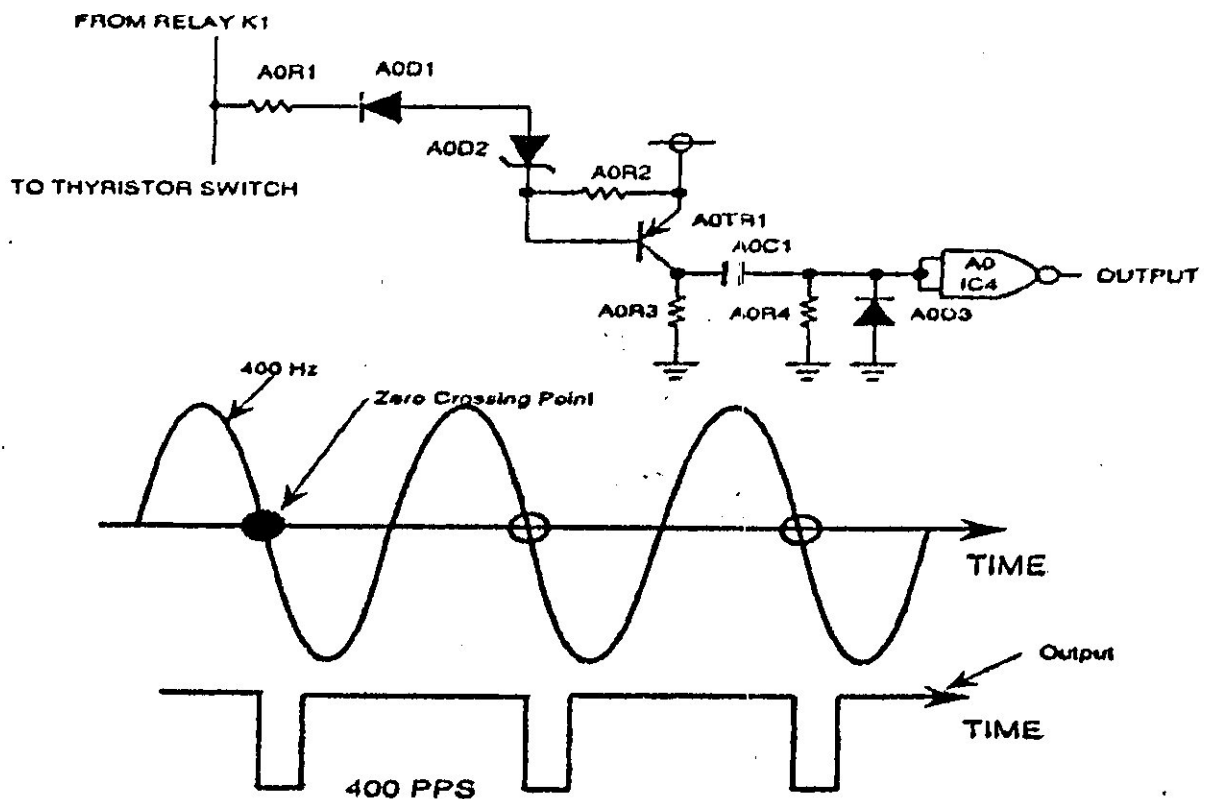 FROM RELAY K1
A0R1
A0D1
A0D2
TO THYRISTOR SWITCH
A0R2
A0TR1
A0C1
A0R3
A0R4
A0D3
A0
IC4
OUTPUT
400 Hz
Zero Crossing Point
TIME
Output
TIME
400 PPS